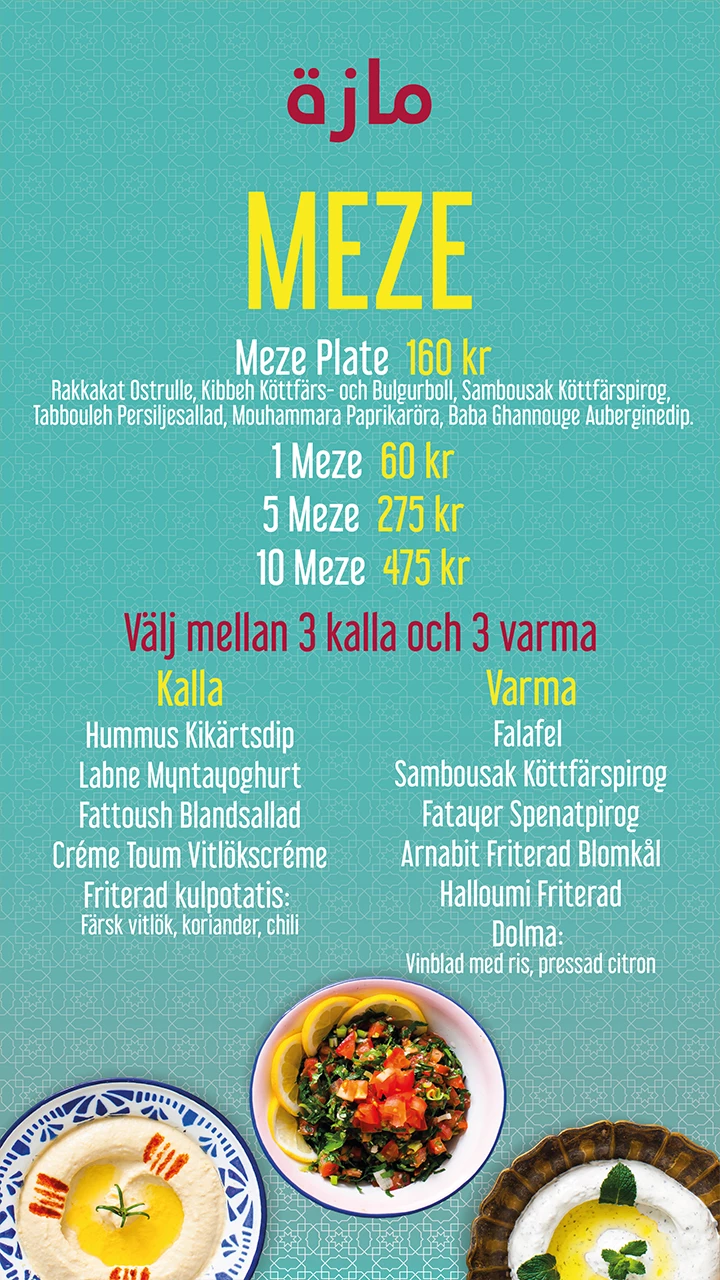 مازة
MEZE
Meze Plate 160 kr
Rakkakat Ostrulle, Kibbeh Köttfärs- och Bulgurboll, Sambousak Köttfärspirog,
Tabbouleh Persiljesallad, Mouhammara Paprikaröra, Baba Ghannouge Auberginedip.
1 Meze 60 kr
5 Meze 275 kr
10 Meze 475 kr
Välj mellan 3 kalla och 3 varma
Kalla
Hummus Kikärtsdip
Labne Myntayoghurt
Fattoush Blandsallad
Créme Toum Vitlökscréme
Friterad kulpotatis:
Färsk vitlök, koriander, chili
Varma
Falafel
Sambousak Köttfärspirog
Fatayer Spenatpirog
Arnabit Friterad Blomkål
Halloumi Friterad
Dolma:
Vinblad med ris, pressad citron